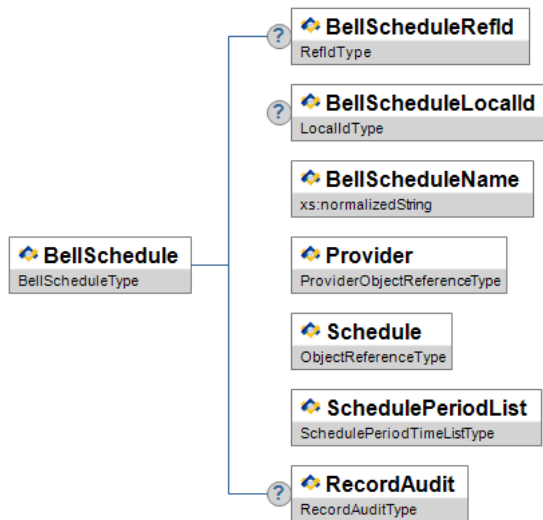 ?
BellScheduleRefId
RefIdType
?
BellScheduleLocalId
LocalIdType
BellScheduleName
xs:normalizedString
BellSchedule
BellScheduleType
Provider
ProviderObjectReferenceType
Schedule
ObjectReferenceType
SchedulePeriodList
SchedulePeriodTimeListType
?
RecordAudit
RecordAuditType